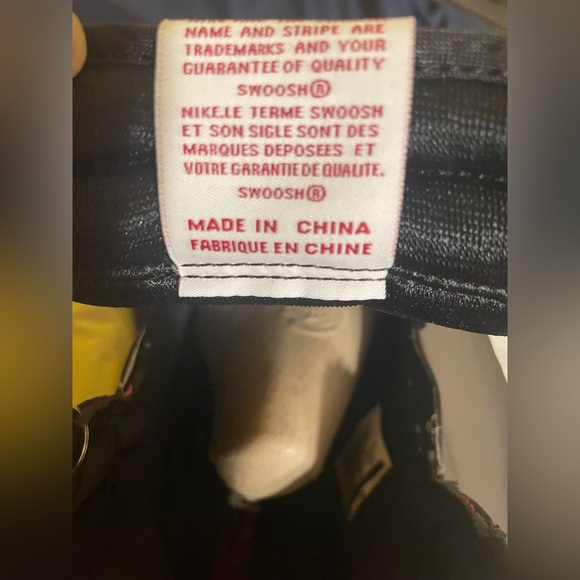 NAME AND STRIPE ARE
TRADEMARKS AND YOUR
GUARANTEE OF QUALITY
SWOOSH®
NIKE.LE TERME SWOOSH
ET SON SIGLE SONT DES
MARQUES DEPOSEES ET
VOTRE GARANTIE DE QUALITE.
SWOOSH®
MADE IN CHINA
FABRIQUE EN CHINE